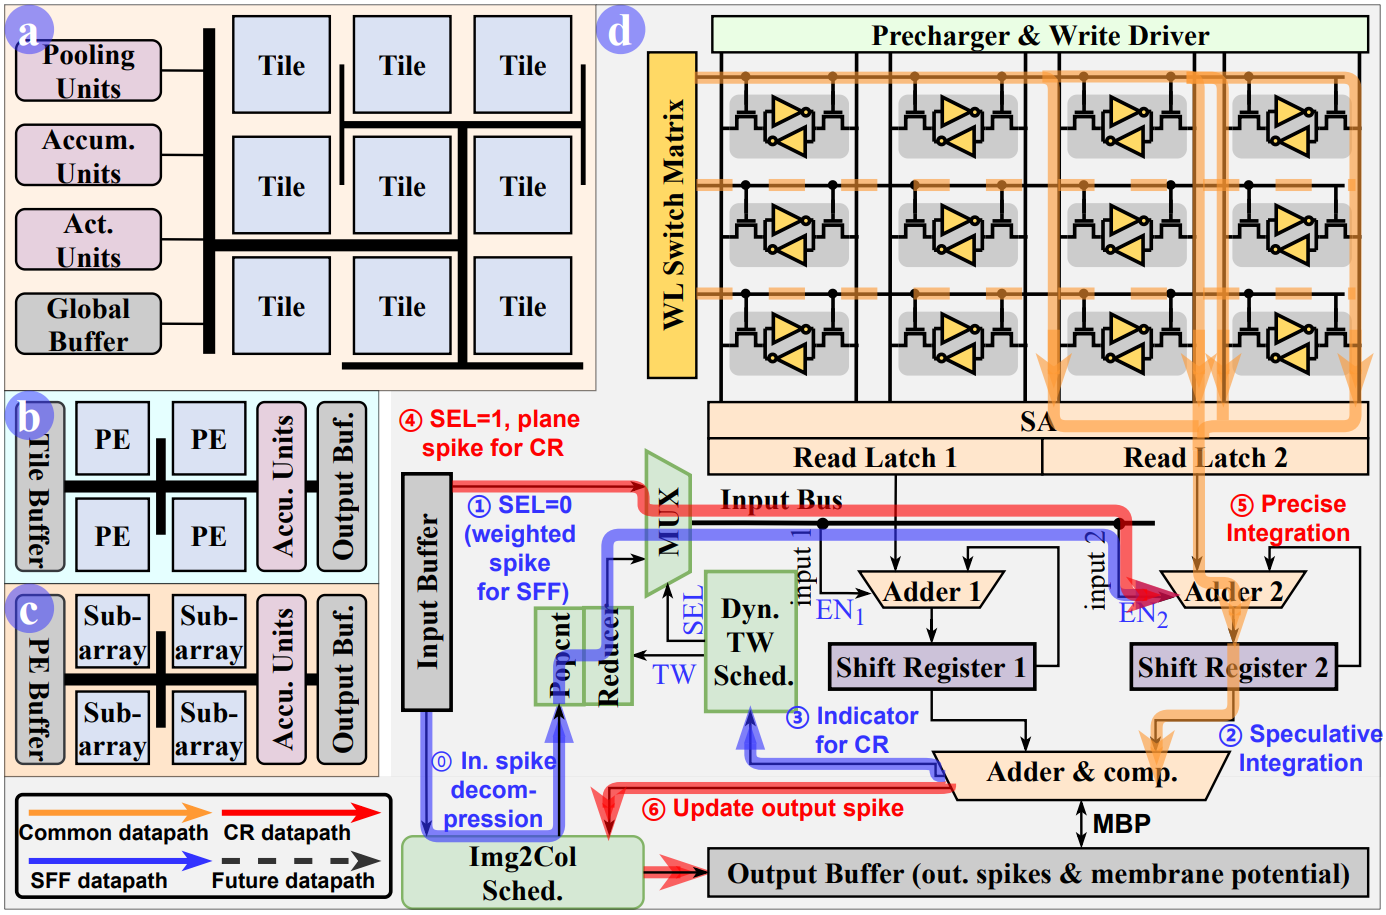 a
Pooling
Units
Accum.
Units
Act.
Units
Global
Buffer
Tile
Tile
Tile
Tile
Tile
Tile
Tile
Tile
Tile
b
Tile Buffer
PE
PE
PE
PE
Accu. Units
Output Buf.
c
PE Buffer
Sub-
array
Sub-
array
Sub-
array
Sub-
array
Accu. Units
Output Buf.
Common datapath
CR datapath
SFF datapath
Future datapath
d
Precharger & Write Driver
WL Switch Matrix
SA
Read Latch 1
Read Latch 2
④ SEL=1, plane
spike for CR
Input Buffer
① SEL=0
(weighted
spike
for SFF)
MUX
Input Bus
input 1
input 2
⑤ Precise
Integration
Adder 1
Adder 2
EN1
EN2
SEL
TW
Popcnt
Reducer
Dyn.
TW
Sched.
Shift Register 1
Shift Register 2
③ Indicator
for CR
② Speculative
Integration
⓪ In. spike
decom-
pression
Adder & comp.
⑥ Update output spike
MBP
Img2Col
Sched.
Output Buffer (out. spikes & membrane potential)